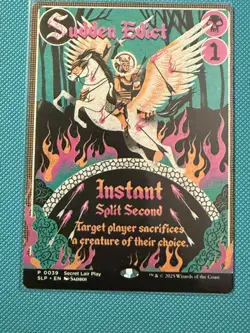 Sudden Edict
1
Instant
Split Second
Target player sacrifices
a creature of their choice.
P 0039 Secret Lair Play
SLP • EN
™ & © 2025 Wizards of the Coast